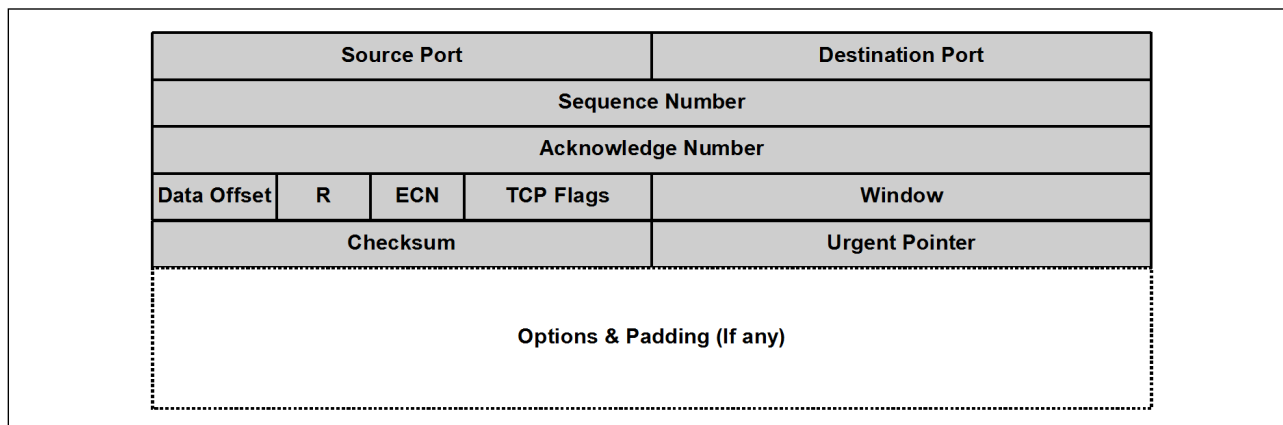 Source Port
Destination Port
Sequence Number
Acknowledge Number
Data Offset
R
ECN
TCP Flags
Window
Checksum
Urgent Pointer
Options & Padding (If any)